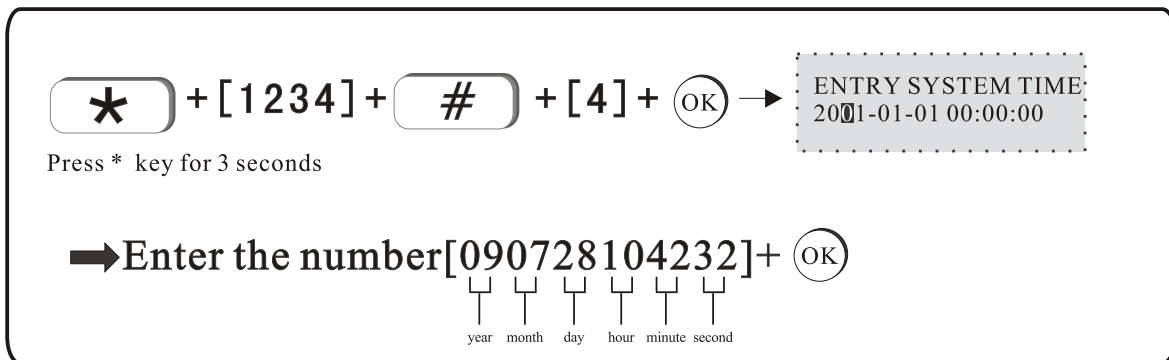 * +[1234]+ # +[4]+ OK
ENTRY SYSTEM TIME
2001-01-01 00:00:00
Press * key for 3 seconds
Enter the number[090728104232]+ OK
year month day hour minute second